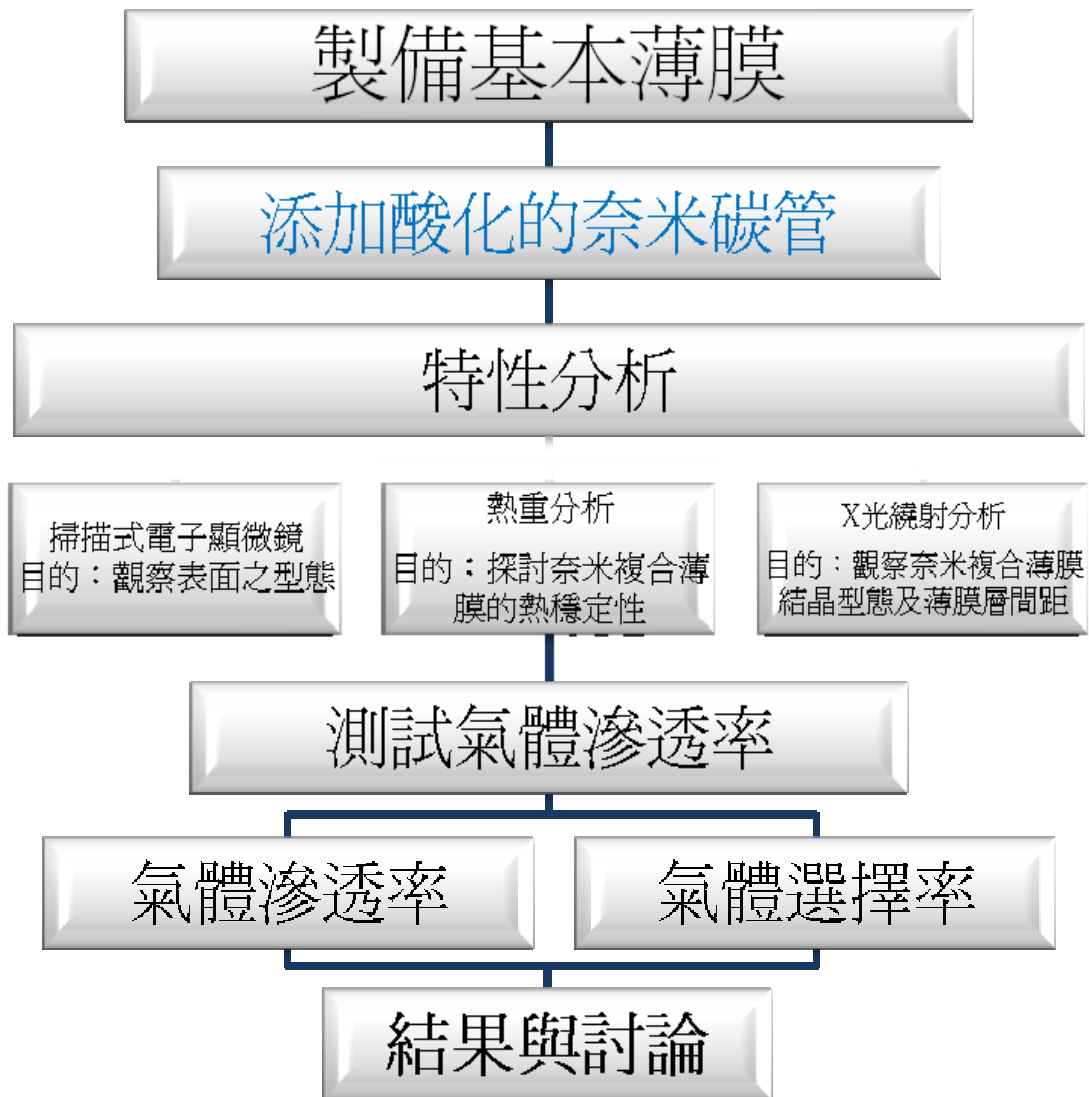 製備基本薄膜
添加酸化的奈米碳管
特性分析
掃描式電子顯微鏡
目的：觀察表面之型態
熱重分析
目的：探討奈米複合薄
膜的熱穩定性
X光繞射分析
目的：觀察奈米複合薄膜
結晶型態及薄膜層間距
測試氣體滲透率
氣體滲透率
氣體選擇率
結果與討論